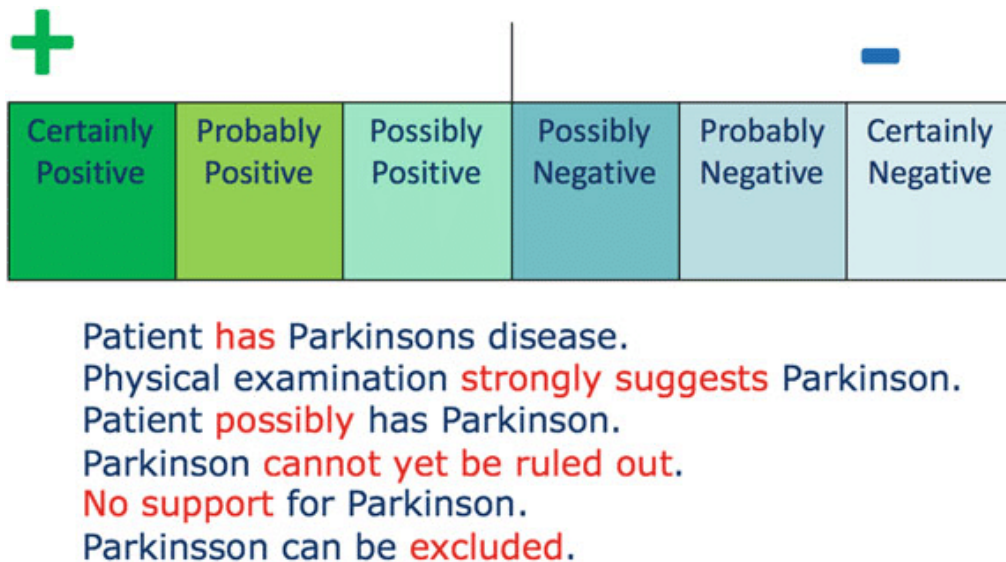 +
-
Certainly Positive
Probably Positive
Possibly Positive
Possibly Negative
Probably Negative
Certainly Negative
Patient has Parkinsons disease.
Physical examination strongly suggests Parkinson.
Patient possibly has Parkinson.
Parkinson cannot yet be ruled out.
No support for Parkinson.
Parkinsson can be excluded.